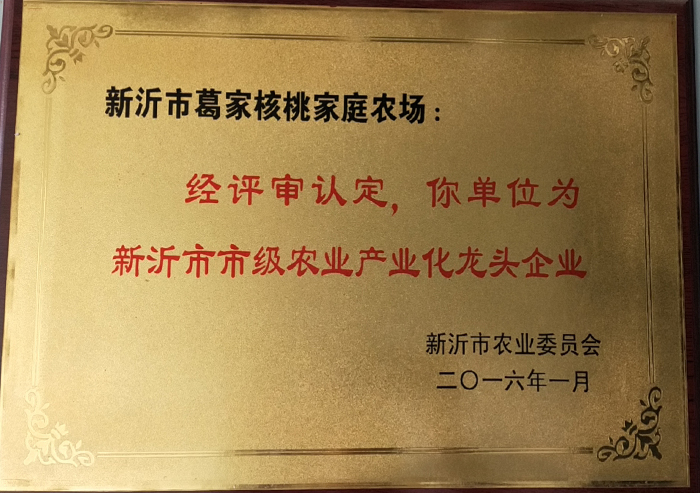 新沂市葛家核桃家庭农场：
经评审认定，你单位为
新沂市市级农业产业化龙头企业
新沂市农业委员会
二〇一六年一月